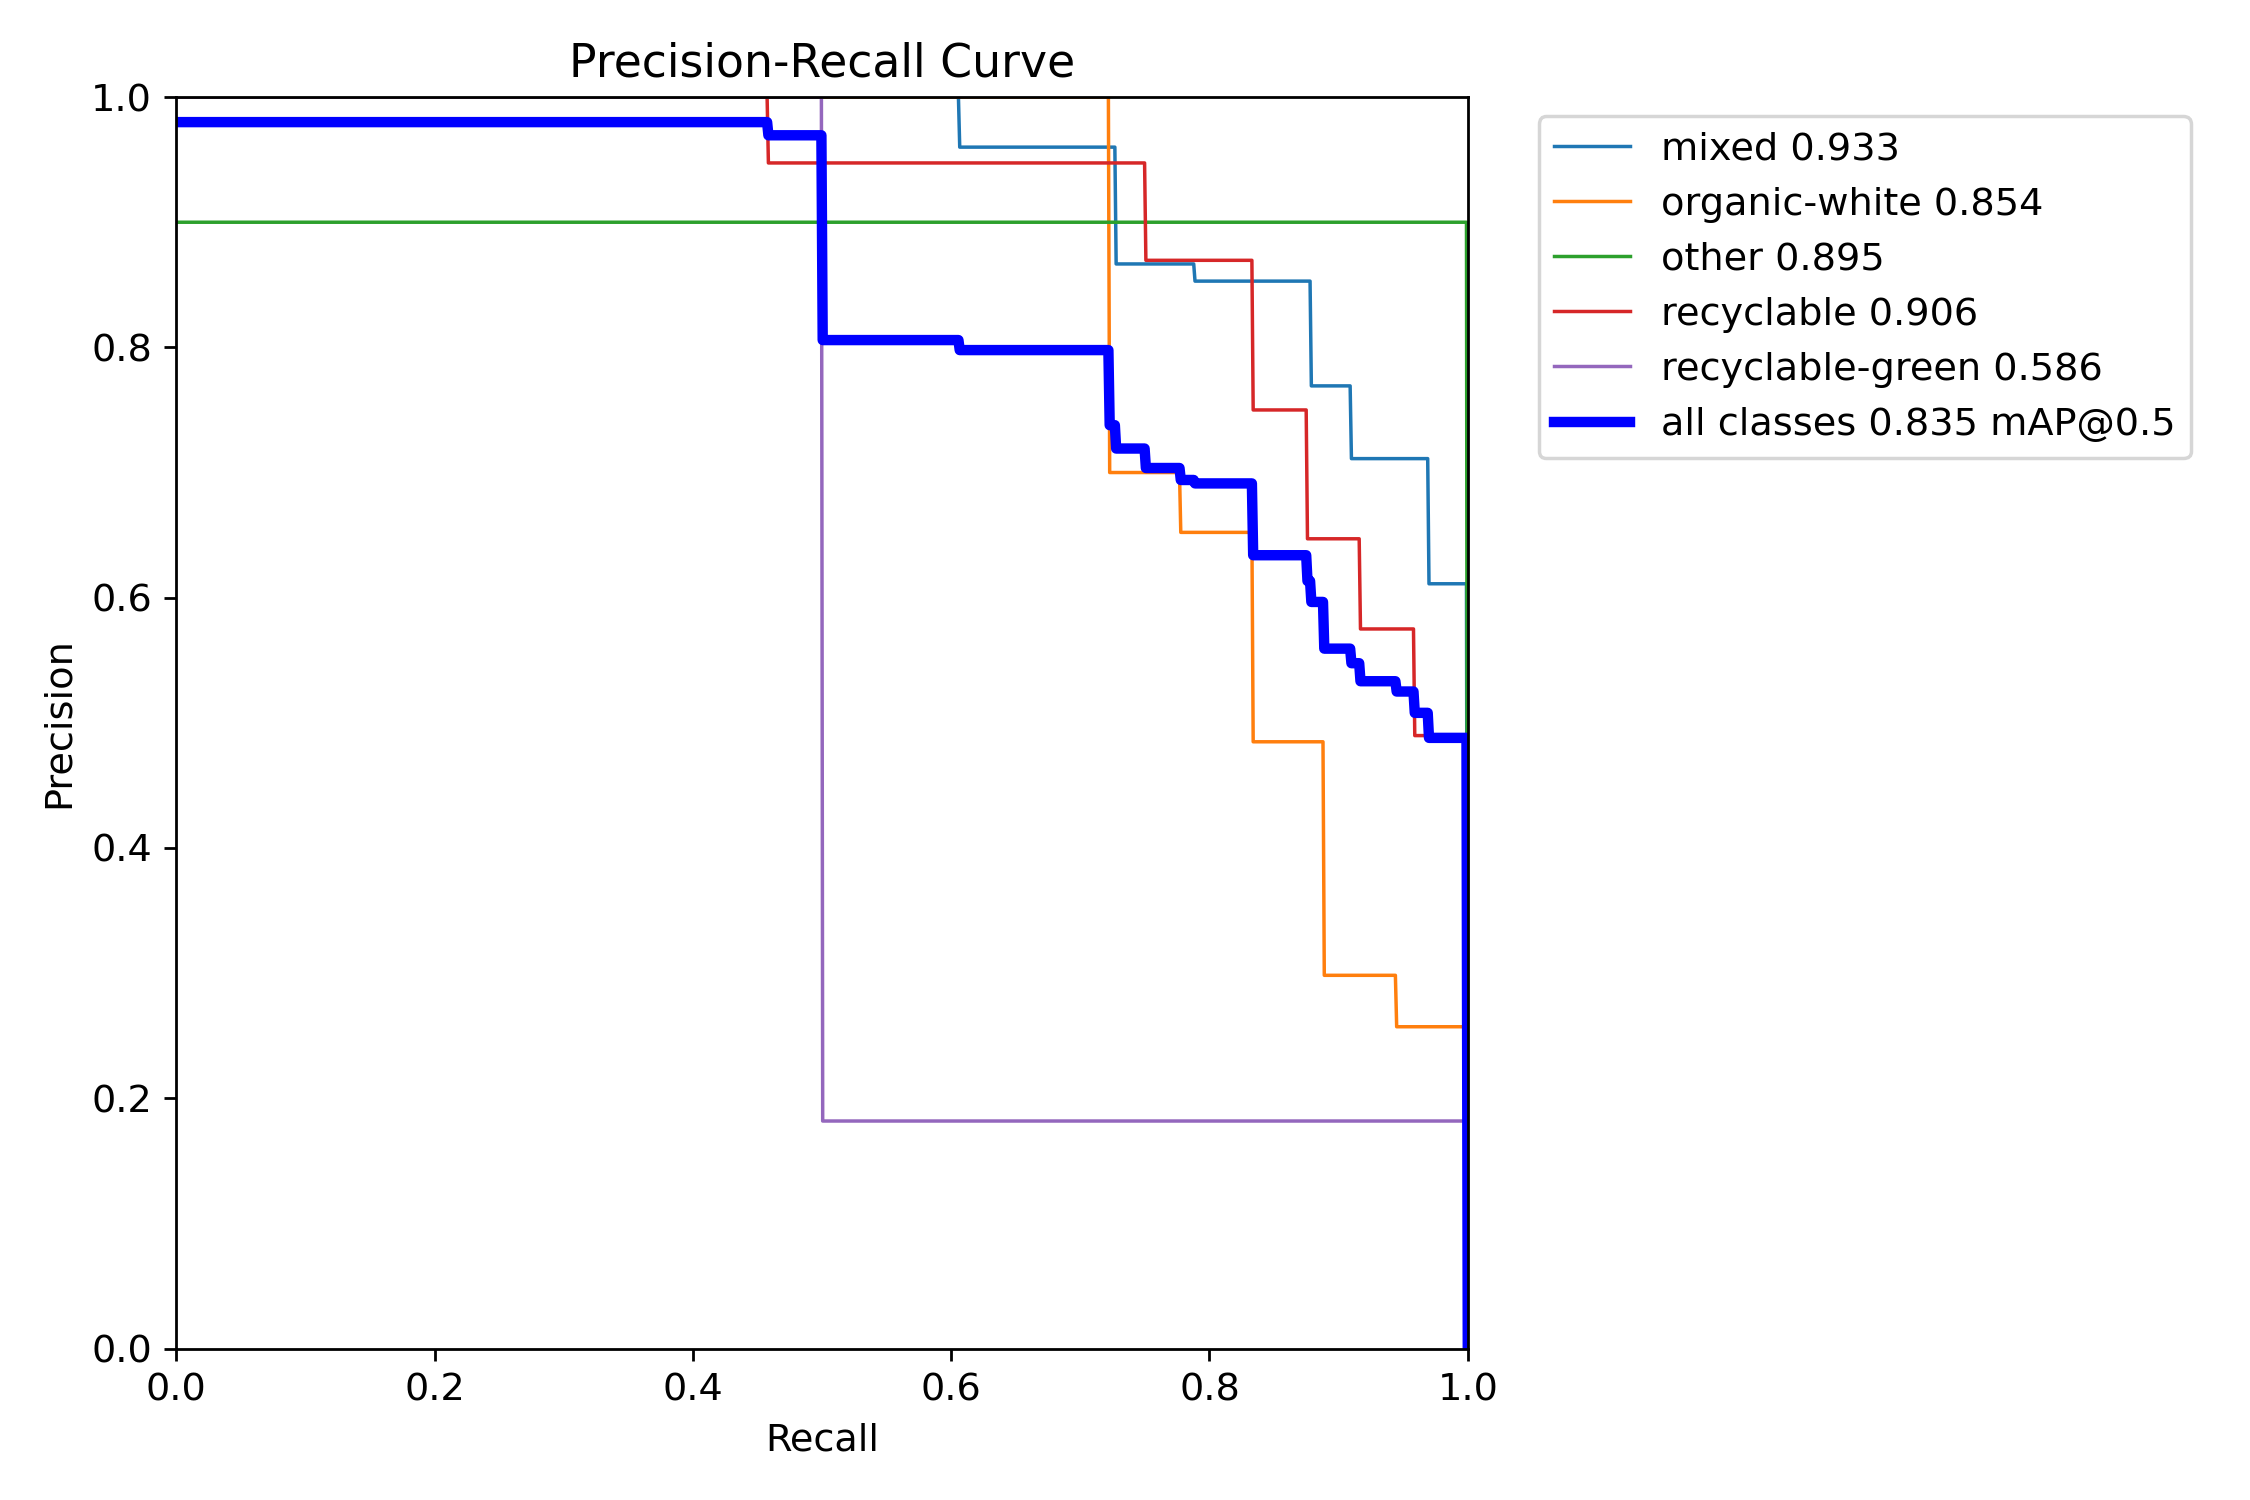 Precision-Recall Curve
1.0
0.8
0.6
0.4
0.2
0.0
Precision
0.0 0.2 0.4 0.6 0.8 1.0
Recall
mixed 0.933
organic-white 0.854
other 0.895
recyclable 0.906
recyclable-green 0.586
all classes 0.835 mAP@0.5